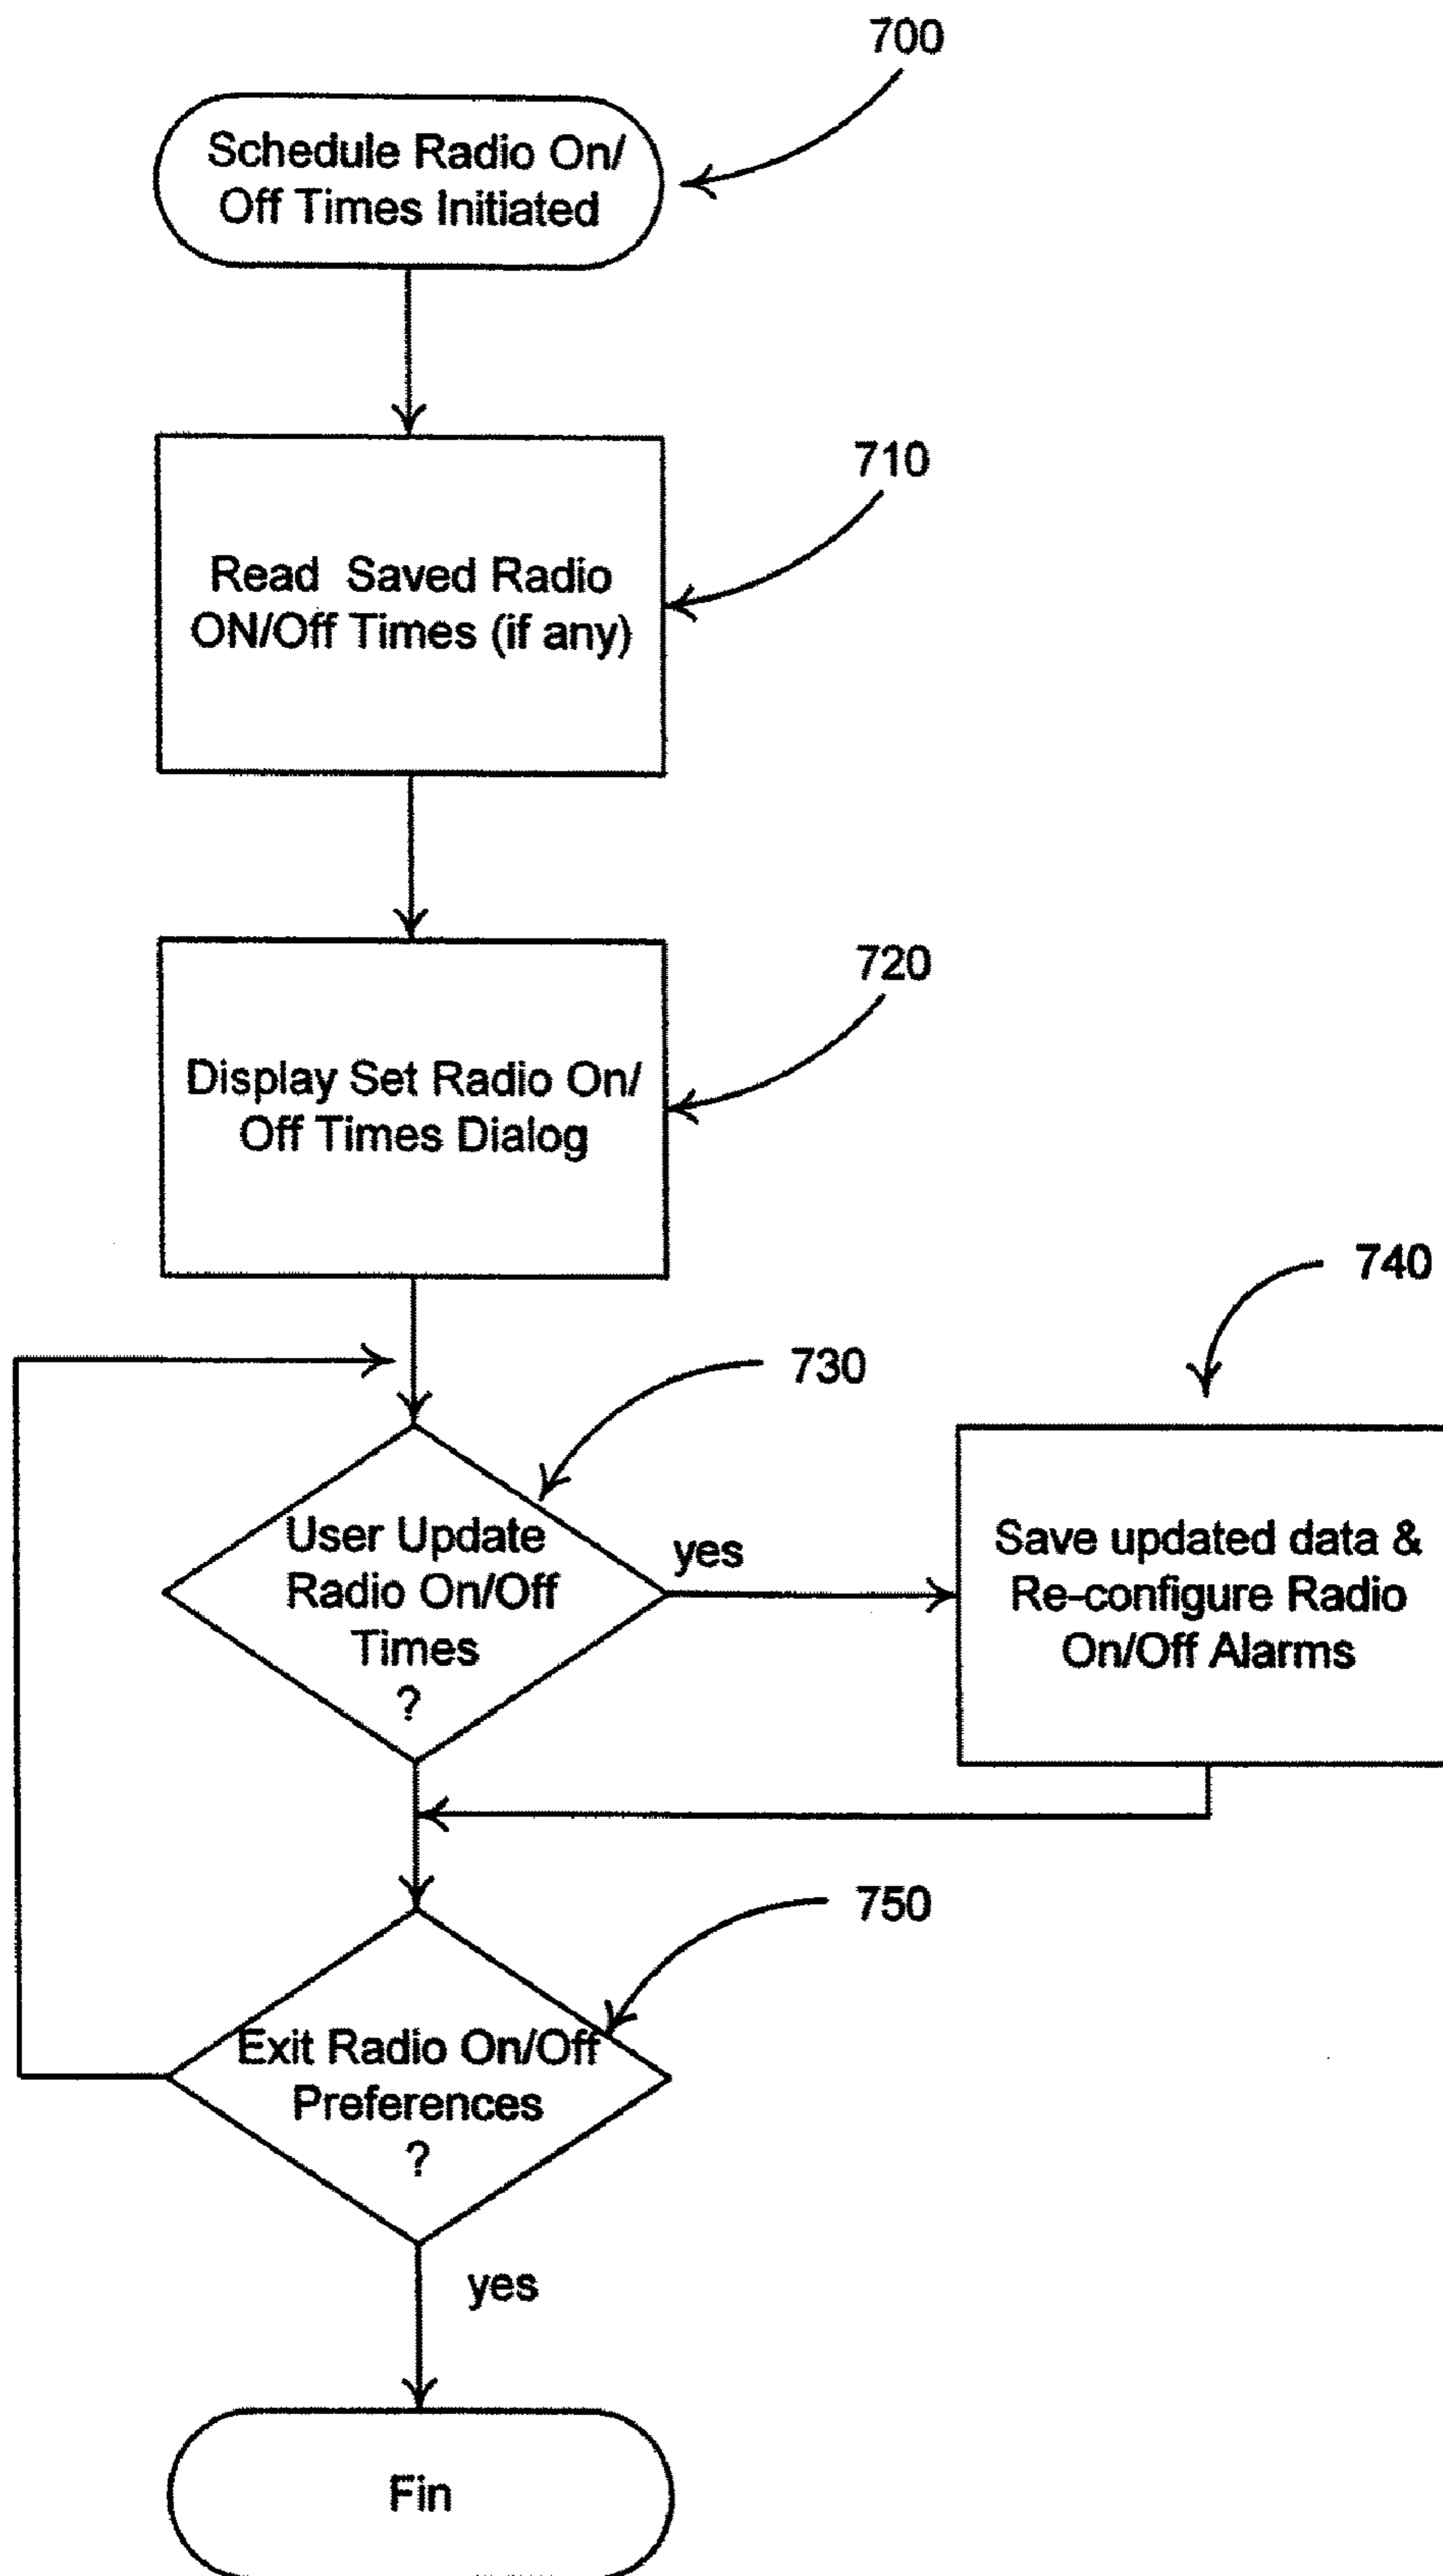 700
Schedule Radio On/
Off Times Initiated
710
Read Saved Radio
ON/Off Times (if any)
720
Display Set Radio On/
Off Times Dialog
740
730
User Update
Radio On/Off
Times
?
yes
Save updated data &
Re-configure Radio
On/Off Alarms
750
Exit Radio On/Off
Preferences
?
yes
Fin